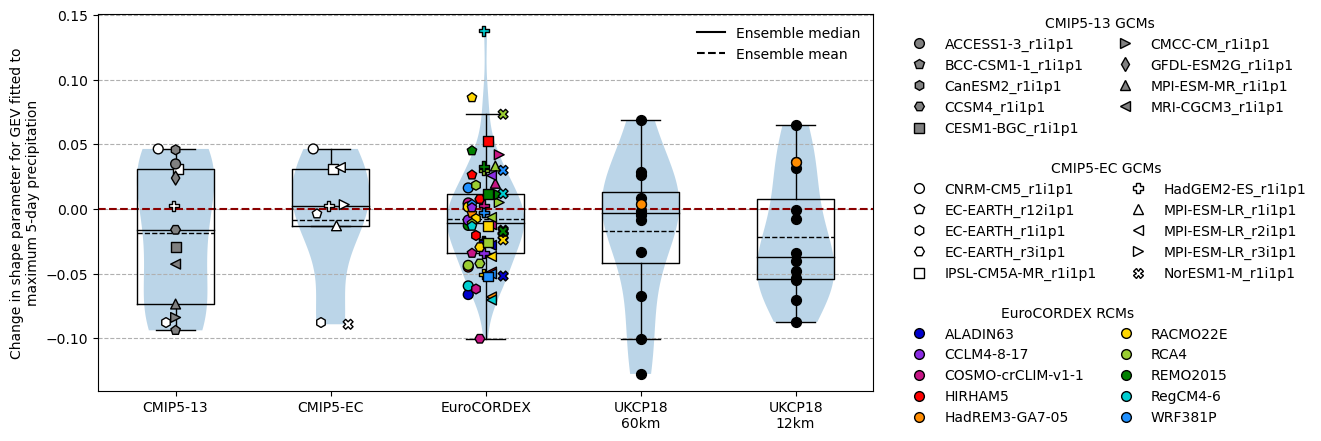 Change in shape parameter for GEV fitted to
maximum 5-day precipitation
0.15
0.10
0.05
0.00
−0.05
−0.10
Ensemble median
Ensemble mean
CMIP5-13
CMIP5-EC
EuroCORDEX
UKCP18
60km
UKCP18
12km
CMIP5-13 GCMs
ACCESS1-3_r1i1p1
BCC-CSM1-1_r1i1p1
CanESM2_r1i1p1
CCSM4_r1i1p1
CESM1-BGC_r1i1p1
CMCC-CM_r1i1p1
GFDL-ESM2G_r1i1p1
MPI-ESM-MR_r1i1p1
MRI-CGCM3_r1i1p1
CMIP5-EC GCMs
CNRM-CM5_r1i1p1
EC-EARTH_r12i1p1
EC-EARTH_r1i1p1
EC-EARTH_r3i1p1
IPSL-CM5A-MR_r1i1p1
HadGEM2-ES_r1i1p1
MPI-ESM-LR_r1i1p1
MPI-ESM-LR_r2i1p1
MPI-ESM-LR_r3i1p1
NorESM1-M_r1i1p1
EuroCORDEX RCMs
ALADIN63
CCLM4-8-17
COSMO-crCLIM-v1-1
HIRHAM5
HadREM3-GA7-05
RACMO22E
RCA4
REMO2015
RegCM4-6
WRF381P